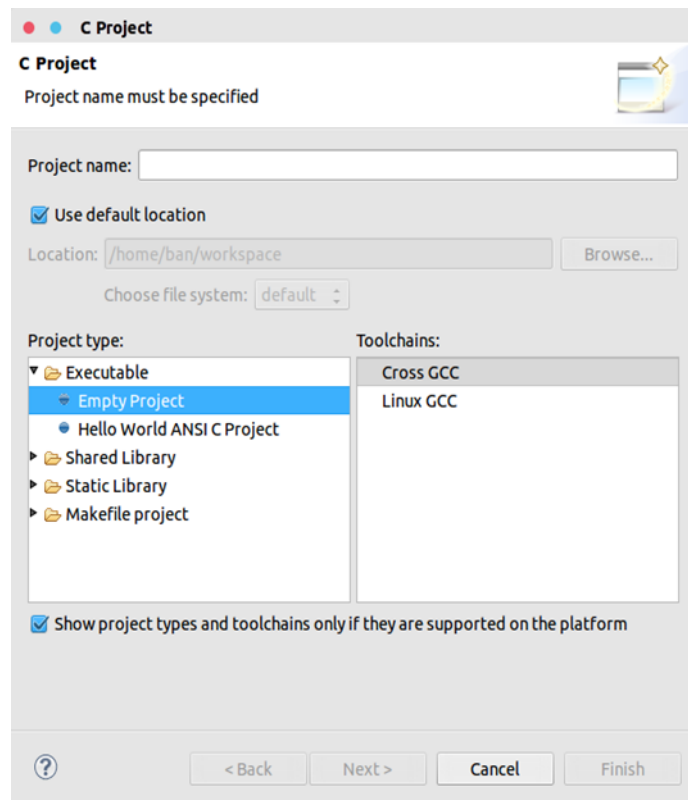 C Project
C Project
Project name must be specified
Project name:
Use default location
Location: /home/ban/workspace Browse...
Choose file system: default
Project type: Toolchains:
Executable Cross GCC
Empty Project Linux GCC
Hello World ANSI C Project
Shared Library
Static Library
Makefile project
Show project types and toolchains only if they are supported on the platform
? < Back Next > Cancel Finish